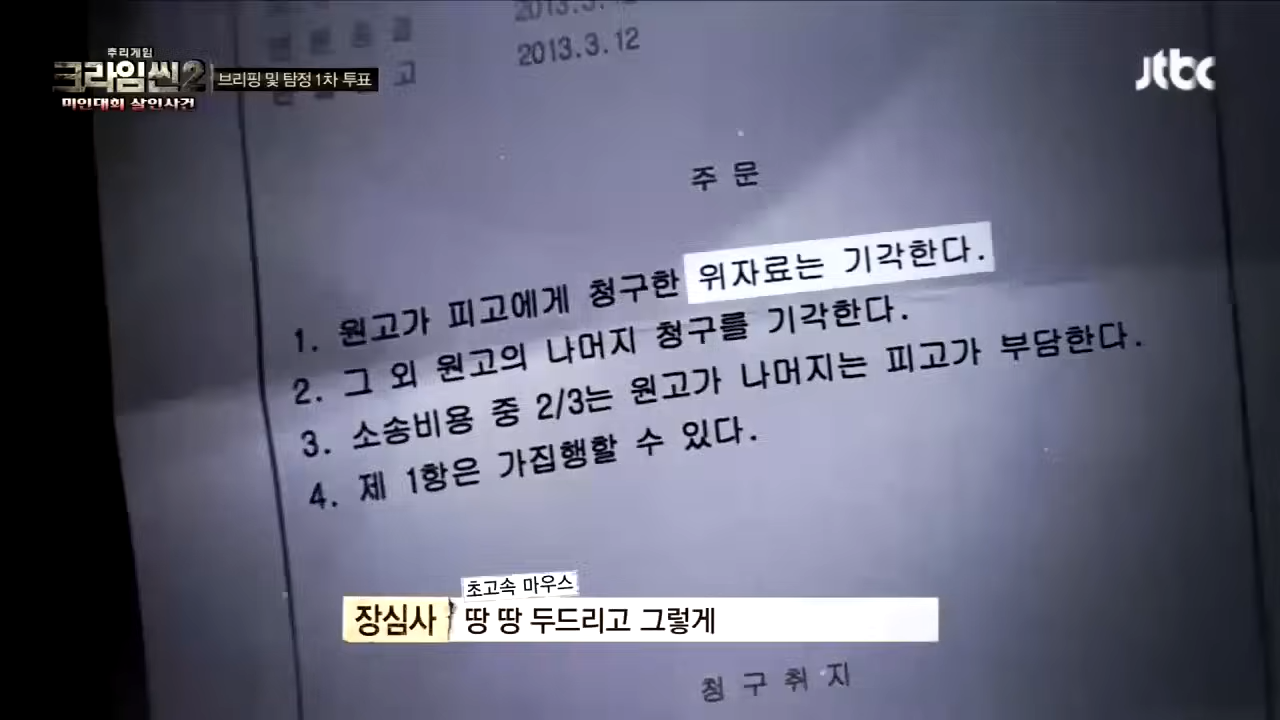 추리게임
크라임씬2
미인대회 살인사건
브리핑 및 탐정 1차 투표
jtbc
2013.3.12
주 문
1. 원고가 피고에게 청구한 위자료는 기각한다.
2. 그 외 원고의 나머지 청구를 기각한다.
3. 소송비용 중 2/3는 원고가 나머지는 피고가 부담한다.
4. 제 1항은 가집행할 수 있다.
초고속 마우스
장심사 땅 땅 두드리고 그렇게
청 구 취 지